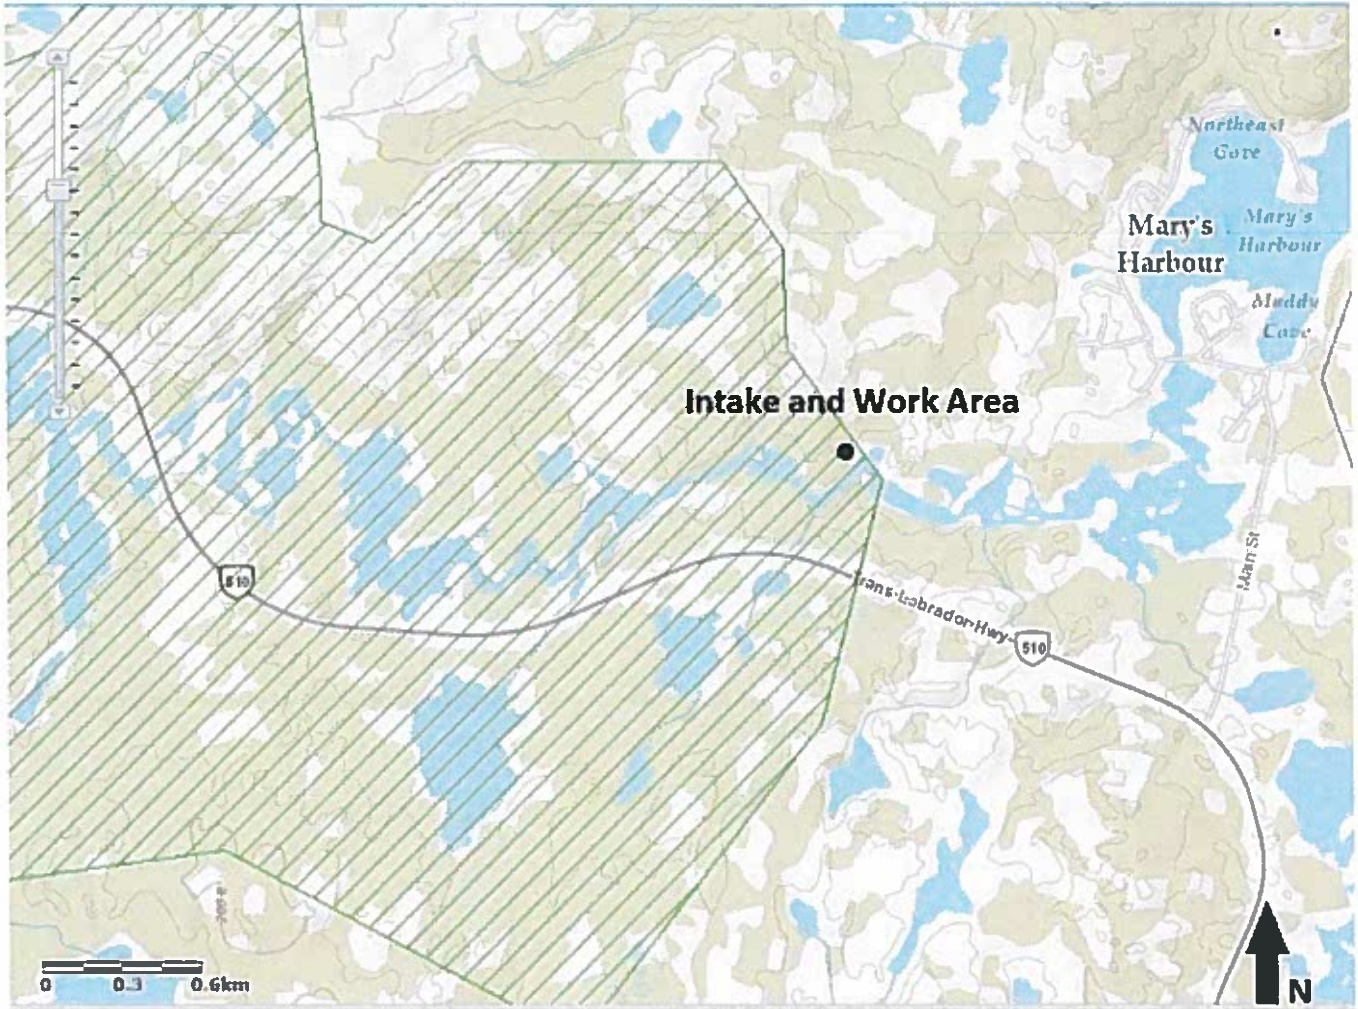 Northeast
Cove
Mary's
Harbour
Mary's
Harbour
Muddy
Cove
Intake and Work Area
510
Trans-Labrador-Hwy
510
Main St
0 0.3 0.6km
N